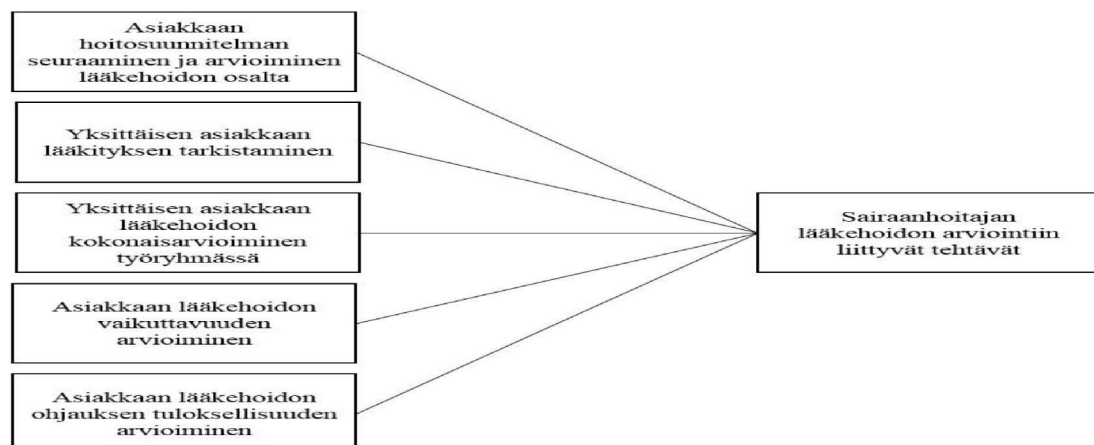 Asiakkaan
hoitosuunnitelman
seuraaminen ja arvioiminen
lääkehoidon osalta
Yksittäisen asiakkaan
lääkityksen tarkistaminen
Yksittäisen asiakkaan
lääkehoidon
kokonaisarvioiminen
työryhmässä
Asiakkaan lääkehoidon
vaikuttavuuden
arvioiminen
Asiakkaan lääkehoidon
ohjauksen tuloksellisuuden
arvioiminen
Sairaanhoitajan
lääkehoidon arviointiin
liittyvät tehtävät